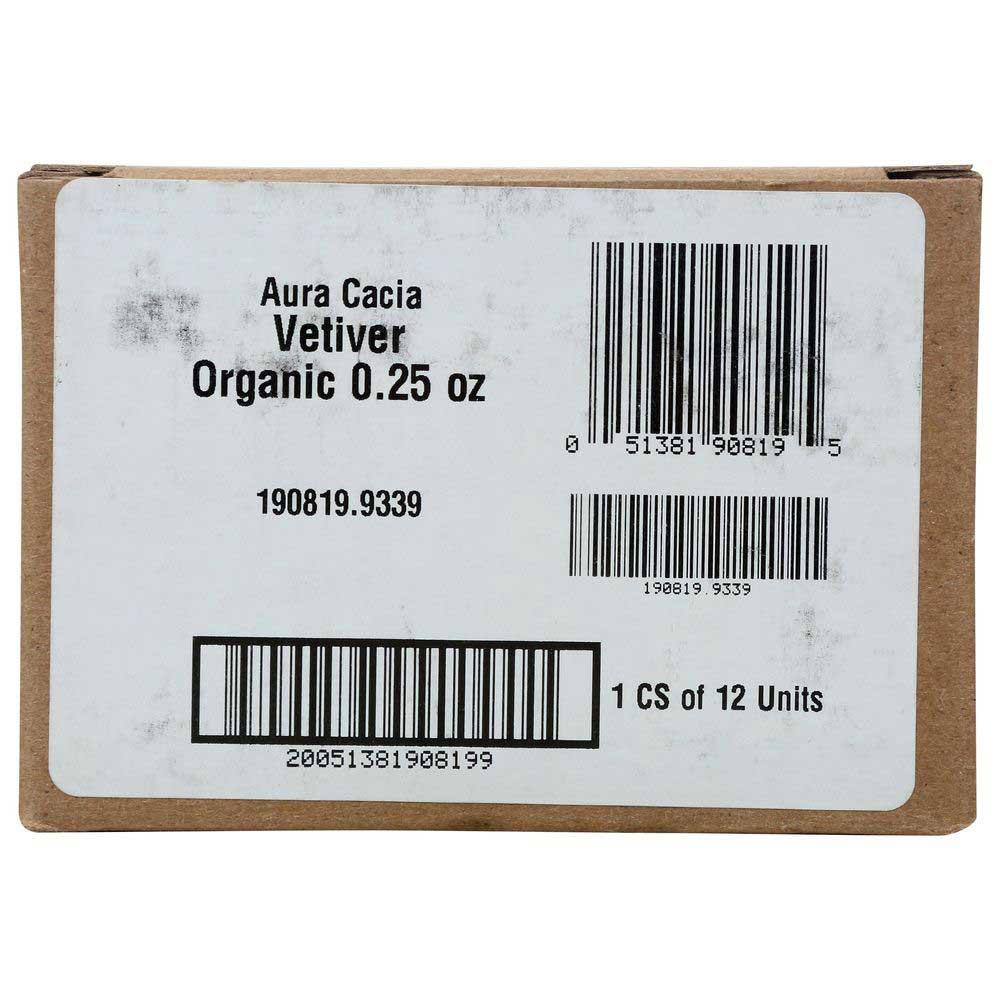 Aura Cacia
Vetiver
Organic 0.25 oz
0 51381 90819 5
190819.9339
190819.9339
1 CS of 12 Units
20051381908199